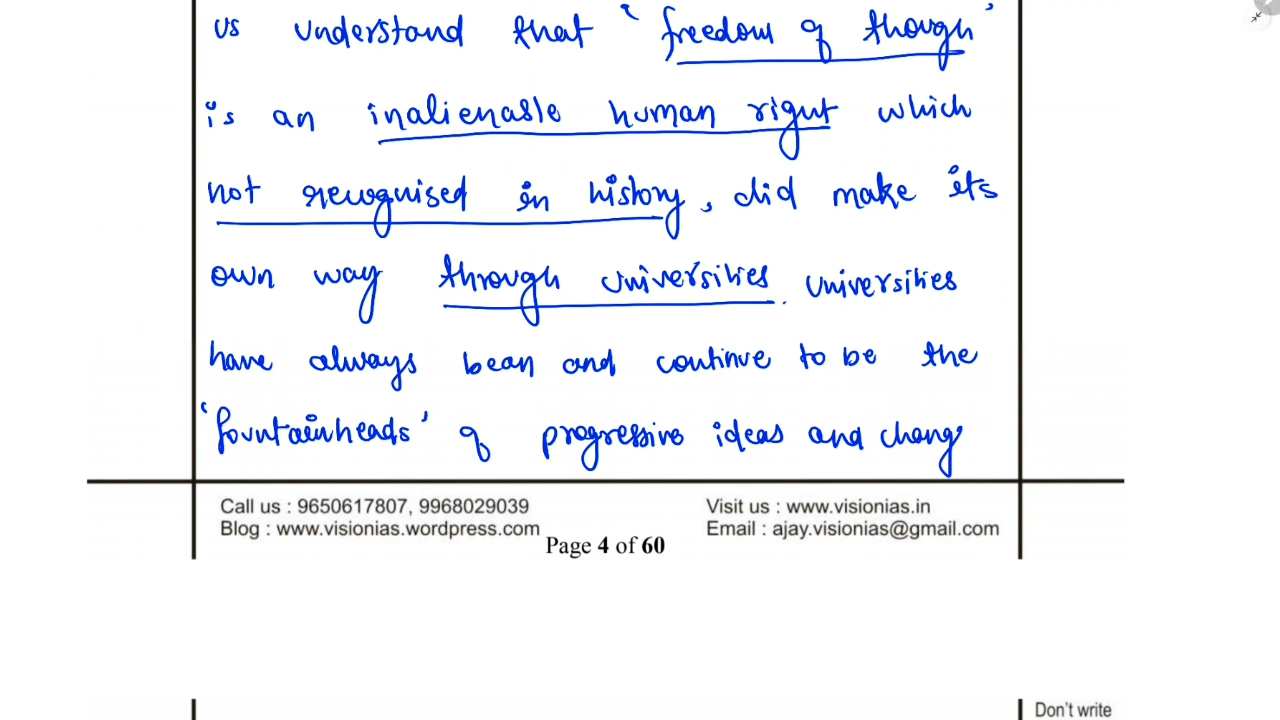 us understand that 'freedom of though'
is an inalienable human right which
not recognised in history, did make its
own way through universities. Universities
have always bean and continue to be the
'fountainheads' of progressive ideas and change
Call us : 9650617807, 9968029039 Visit us : www.visionias.in
Blog : www.visionias.wordpress.com Email : ajay.visionias@gmail.com
Page 4 of 60
Don't write